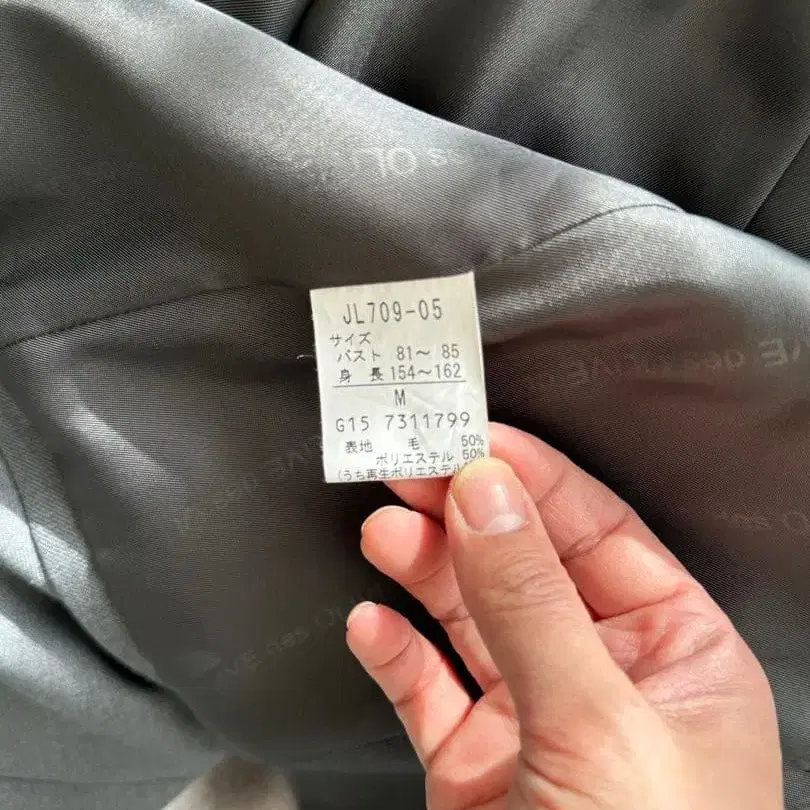 JL709-05
サイズ
バスト 81〜 85
身 長 154〜162
M
G15 7311799
表地 毛 50%
ポリエステル 50%
(うち再生ポリエステル